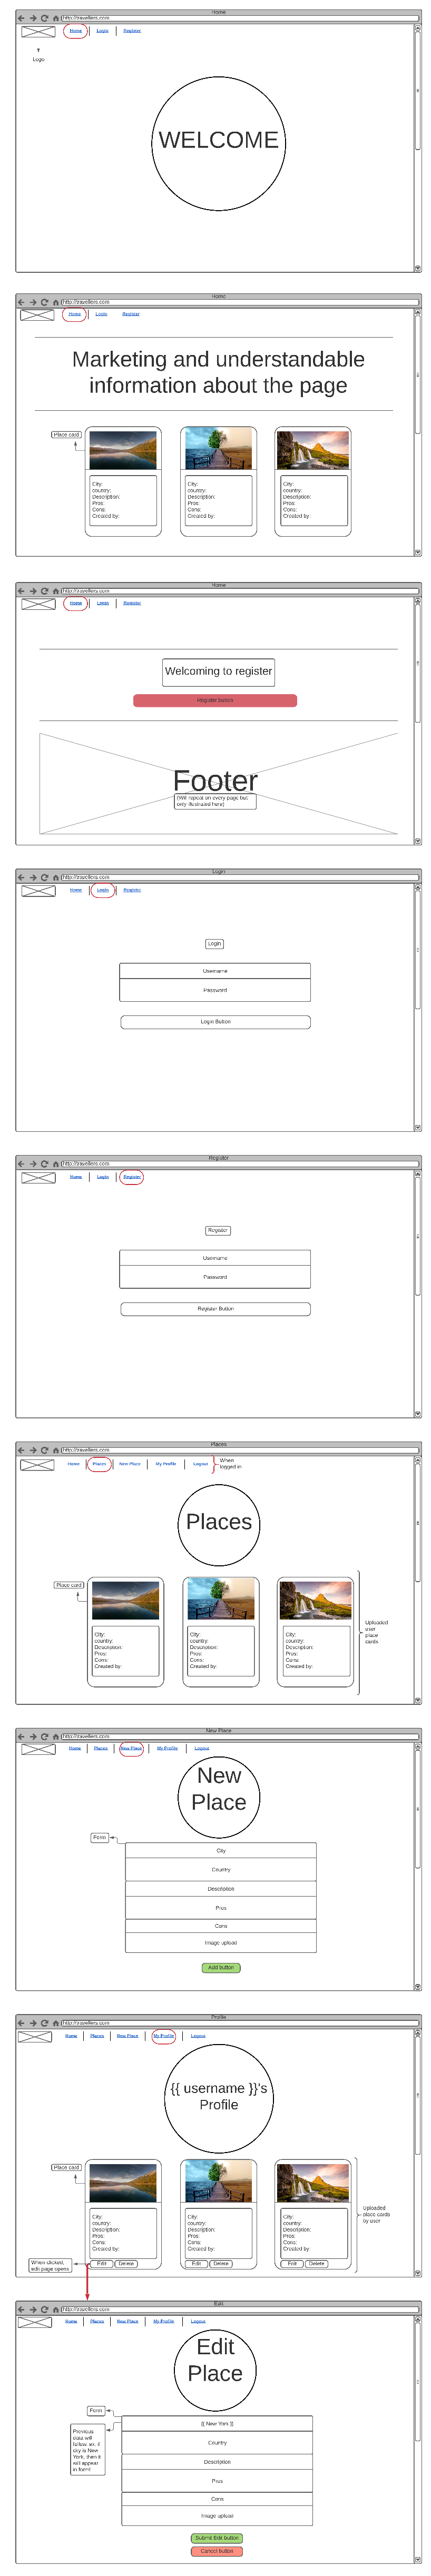 Home
http://travellers.com
Home
Login
Register
Logo
WELCOME
Home
http://travellers.com
Home
Login
Register
Marketing and understandable
information about the page
Place card
City:
country:
Description:
Pros:
Cons:
Created by:
City:
country:
Description:
Pros:
Cons:
Created by:
City:
country:
Description:
Pros:
Cons:
Created by:
Home
http://travellers.com
Home
Login
Register
Welcoming to register
Register button
Footer
(Will repeat on every page but
only illustrated here)
Login
http://travellers.com
Home
Login
Register
Login
Username
Password
Login Button
Register
http://travellers.com
Home
Login
Register
Register
Username
Password
Register Button
Places
http://travellers.com
Home
Places
New Place
My Profile
Logout
When
logged in
Places
Place card
City:
country:
Description:
Pros:
Cons:
Created by:
City:
country:
Description:
Pros:
Cons:
Created by:
City:
country:
Description:
Pros:
Cons:
Created by:
Uploaded
user
place
cards
New Place
http://travellers.com
Home
Places
New Place
My Profile
Logout
New
Place
Form
City
Country
Description
Pros
Cons
Image upload
Add button
Profile
http://travellers.com
Home
Places
New Place
My Profile
Logout
{{ username }}'s
Profile
Place card
City:
country:
Description:
Pros:
Cons:
Created by:
Edit
Delete
City:
country:
Description:
Pros:
Cons:
Created by:
Edit
Delete
City:
country:
Description:
Pros:
Cons:
Created by:
Edit
Delete
Uploaded
place cards
by user
When clicked,
edit page opens
Edit
http://travellers.com
Home
Places
New Place
My Profile
Logout
Edit
Place
Form
Previous
data will
follow. ex. if
city is New
York, then it
will appear
in form!
{{ New York }}
Country
Description
Pros
Cons
Image upload
Submit Edit button
Cancel button